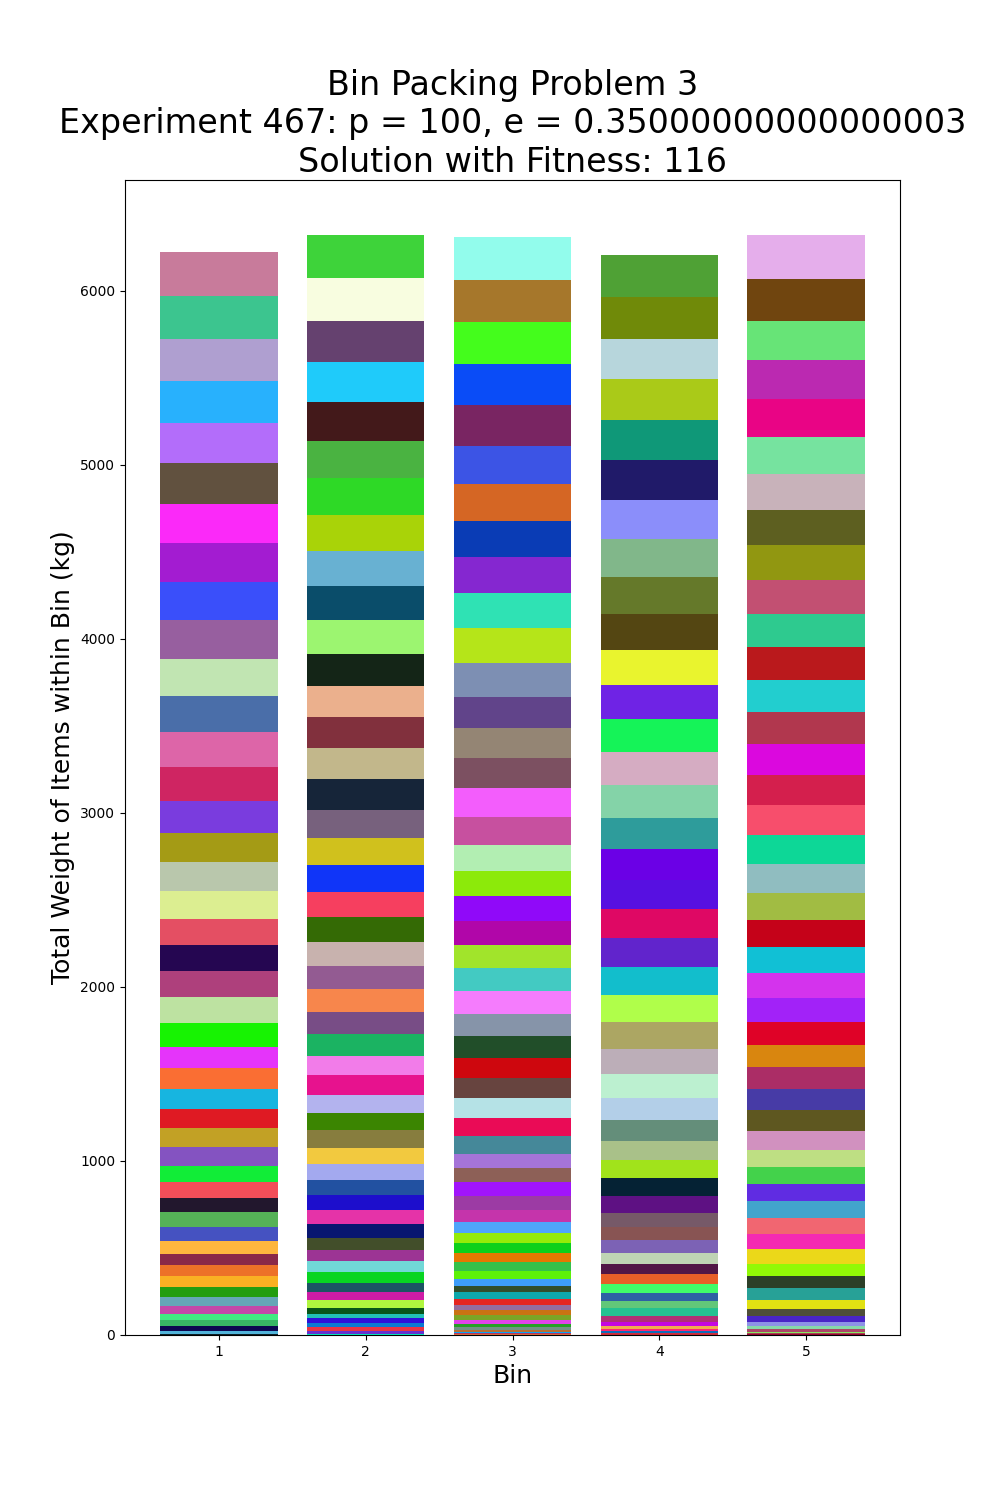 Bin Packing Problem 3
Experiment 467: p = 100, e = 0.35000000000000003
Solution with Fitness: 116
Total Weight of Items within Bin (kg)
6000
5000
4000
3000
2000
1000
0
1 2 3 4 5
Bin